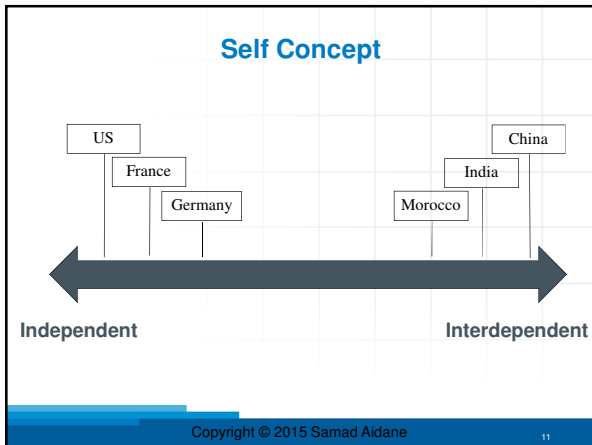 Self Concept
US
China
France
India
Germany
Morocco
Independent
Interdependent
Copyright © 2015 Samad Aidane
11